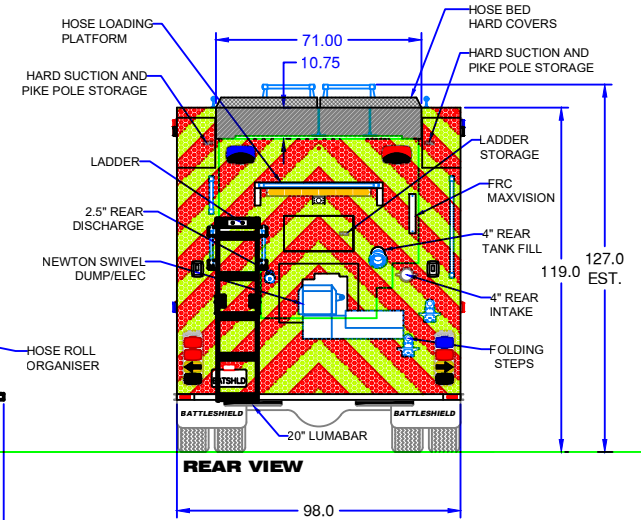 HOSE LOADING
PLATFORM
HOSE BED
HARD COVERS
71.00
10.75
HARD SUCTION AND
PIKE POLE STORAGE
HARD SUCTION AND
PIKE POLE STORAGE
LADDER
LADDER
STORAGE
FRC
MAXVISION
2.5" REAR
DISCHARGE
4" REAR
TANK FILL
NEWTON SWIVEL
DUMP/ELEC
119.0
127.0
EST.
4" REAR
INTAKE
HOSE ROLL
ORGANISER
FOLDING
STEPS
BATSHLD
BATTLESHIELD
BATTLESHIELD
20" LUMABAR
REAR VIEW
98.0